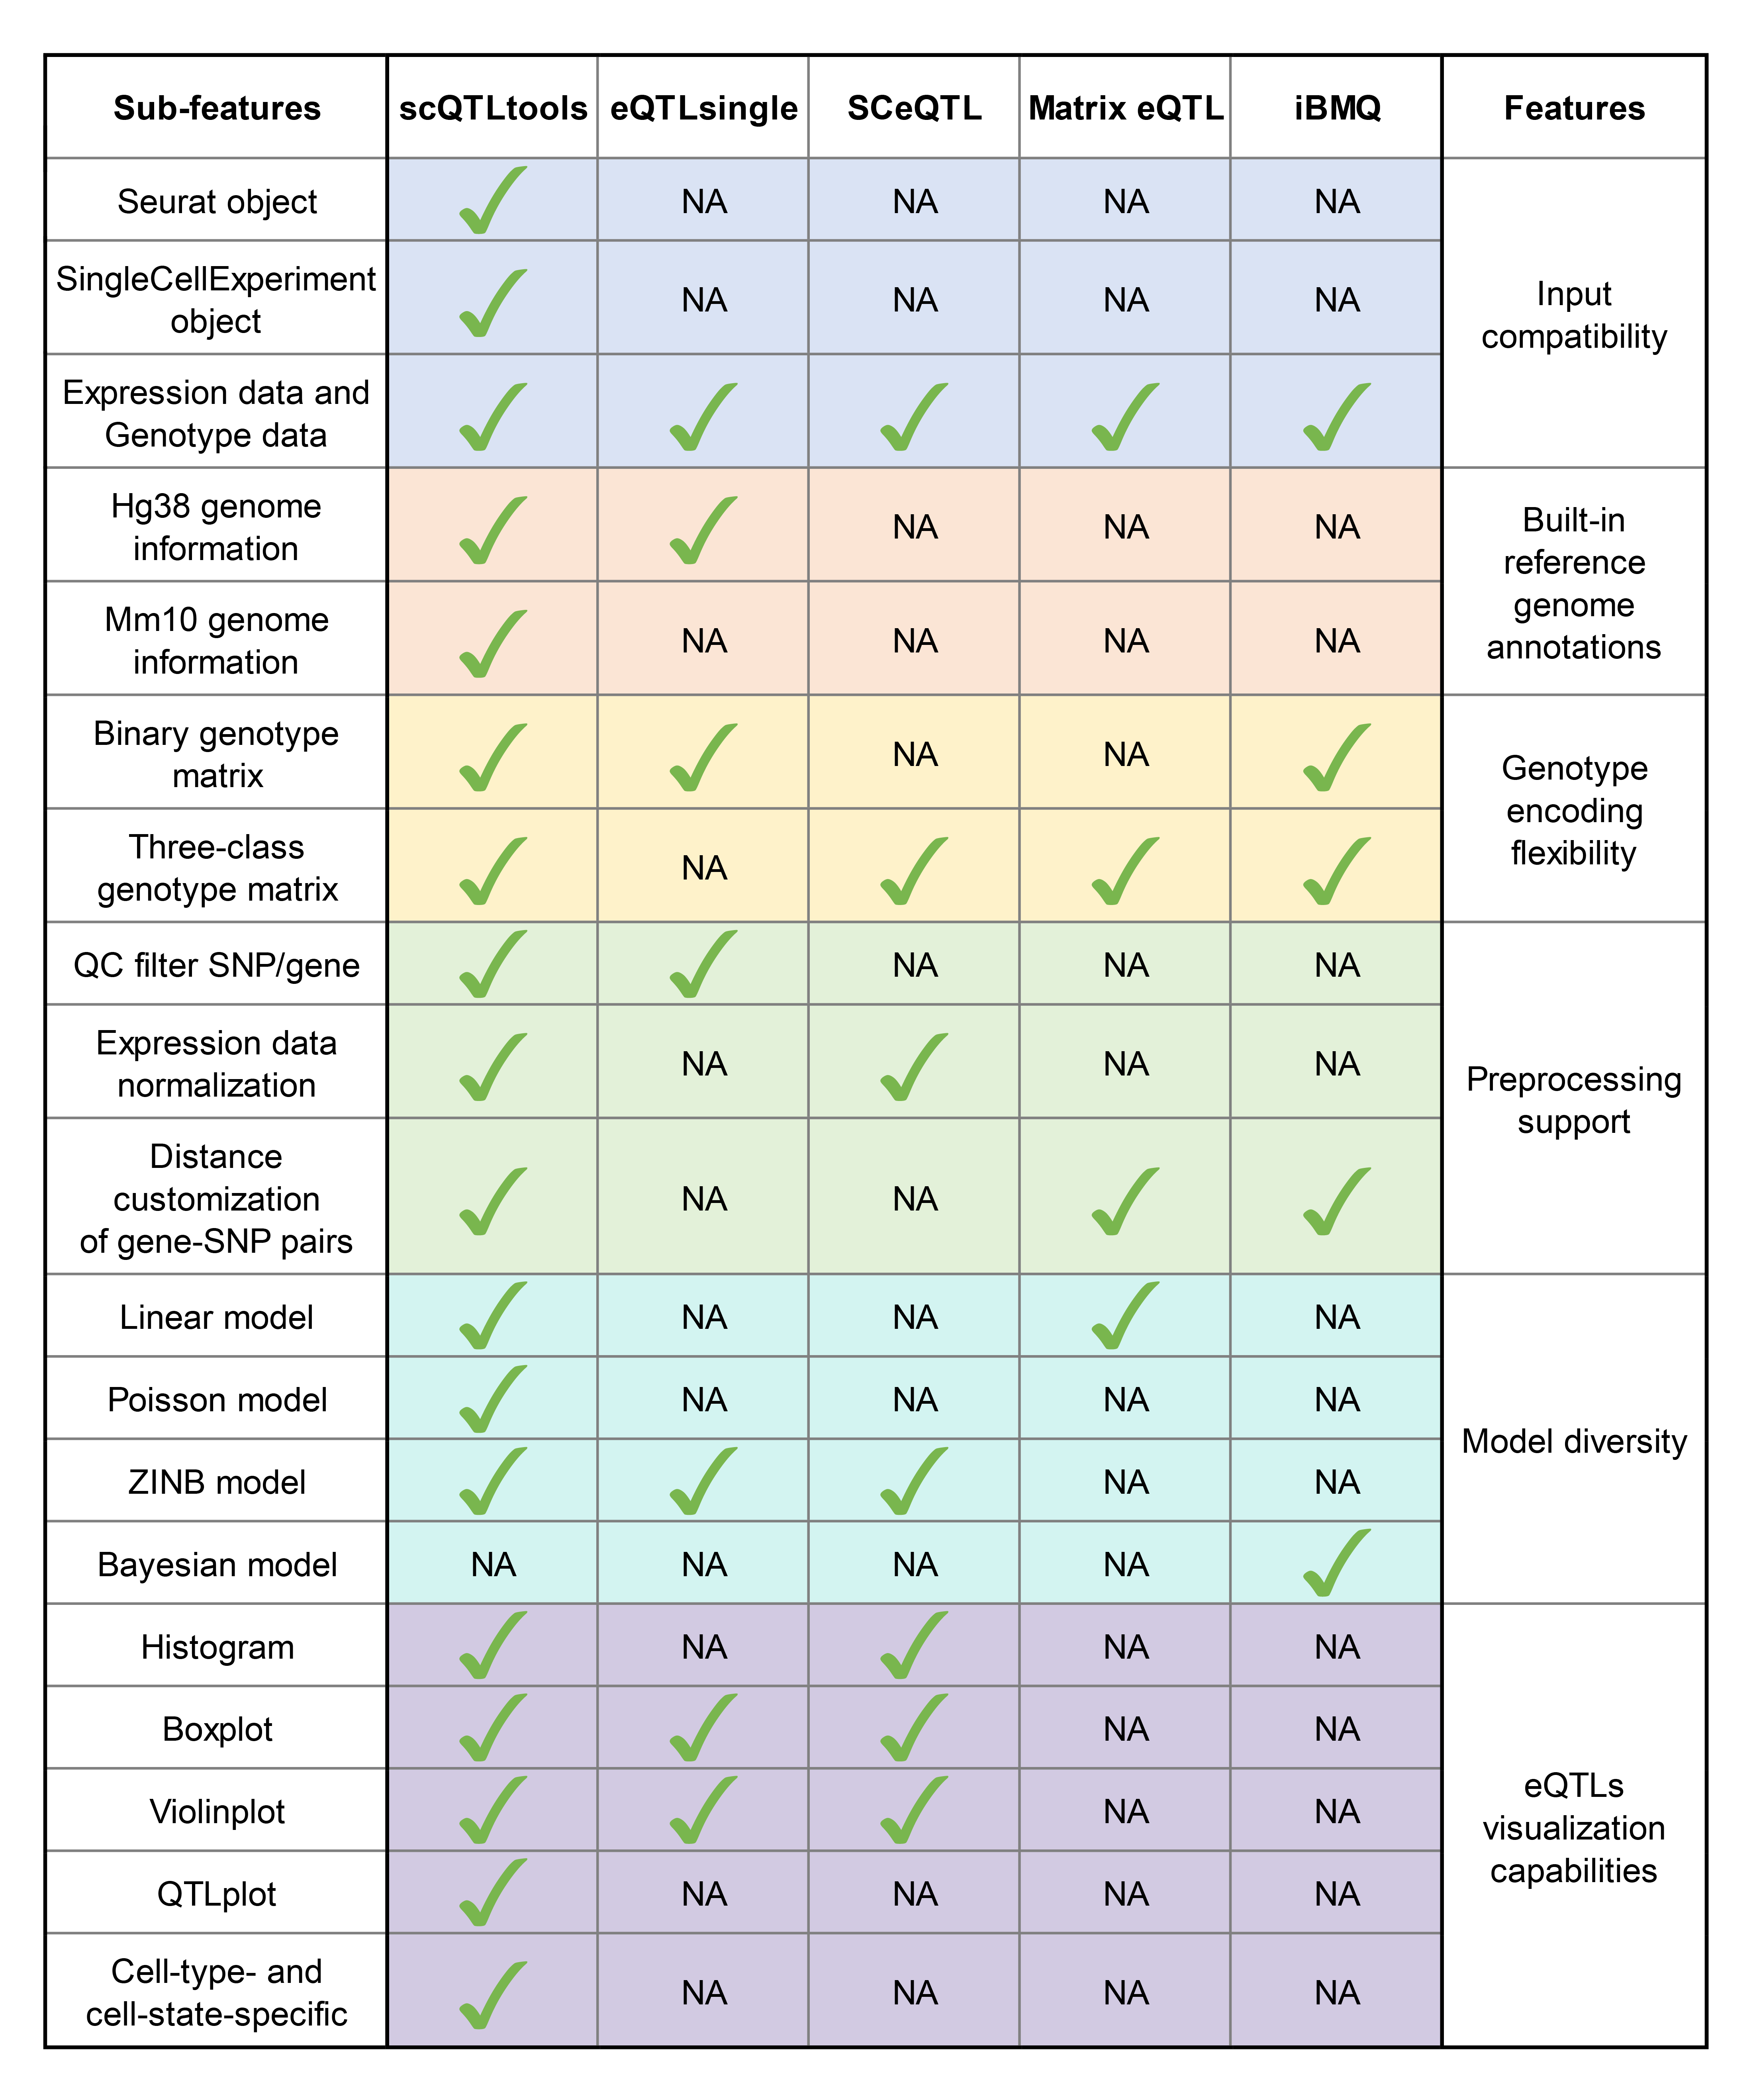 Sub-features scQTLtools eQTLsingle SCeQTL Matrix eQTL iBMQ Features
Seurat object NA NA NA NA
SingleCellExperiment
object
NA NA NA NA
Input
compatibility
Expression data and
Genotype data
Hg38 genome
information
NA NA NA
Built-in
reference
genome
annotations
Mm10 genome
information
NA NA NA NA
Binary genotype
matrix
NA NA
Genotype
encoding
flexibility
Three-class
genotype matrix
NA
QC filter SNP/gene NA NA NA
Expression data
normalization
NA NA NA
Preprocessing
support
Distance
customization
of gene-SNP pairs
NA NA
Linear model NA NA NA
Poisson model NA NA NA NA
Model diversity
ZINB model NA NA
Bayesian model NA NA NA NA
Histogram NA NA NA
Boxplot NA NA
Violinplot NA NA
eQTLs
visualization
capabilities
QTLplot NA NA NA NA
Cell-type- and
cell-state-specific
NA NA NA NA